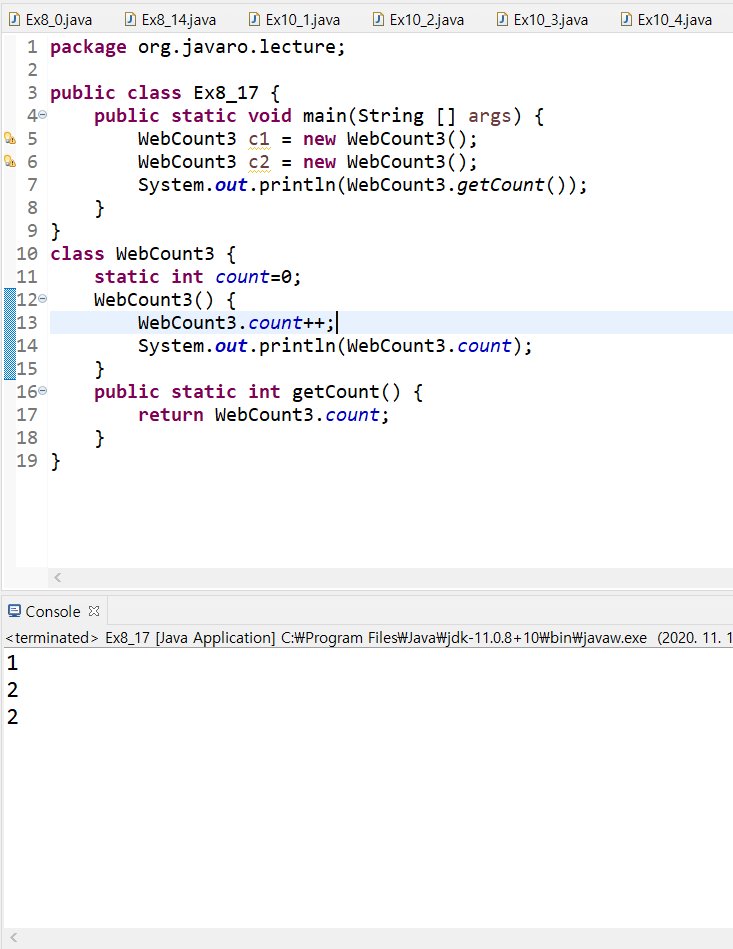 Ex8_0.java Ex8_14.java Ex10_1.java Ex10_2.java Ex10_3.java Ex10_4.java
1 package org.javaro.lecture;
2
3 public class Ex8_17 {
4 public static void main(String [] args) {
5 WebCount3 c1 = new WebCount3();
6 WebCount3 c2 = new WebCount3();
7 System.out.println(WebCount3.getCount());
8 }
9 }
10 class WebCount3 {
11 static int count=0;
12 WebCount3() {
13 WebCount3.count++;
14 System.out.println(WebCount3.count);
15 }
16 public static int getCount() {
17 return WebCount3.count;
18 }
19 }
Console
<terminated> Ex8_17 [Java Application] C:₩Program Files₩Java₩jdk-11.0.8+10₩bin₩javaw.exe (2020. 11. 1
1
2
2